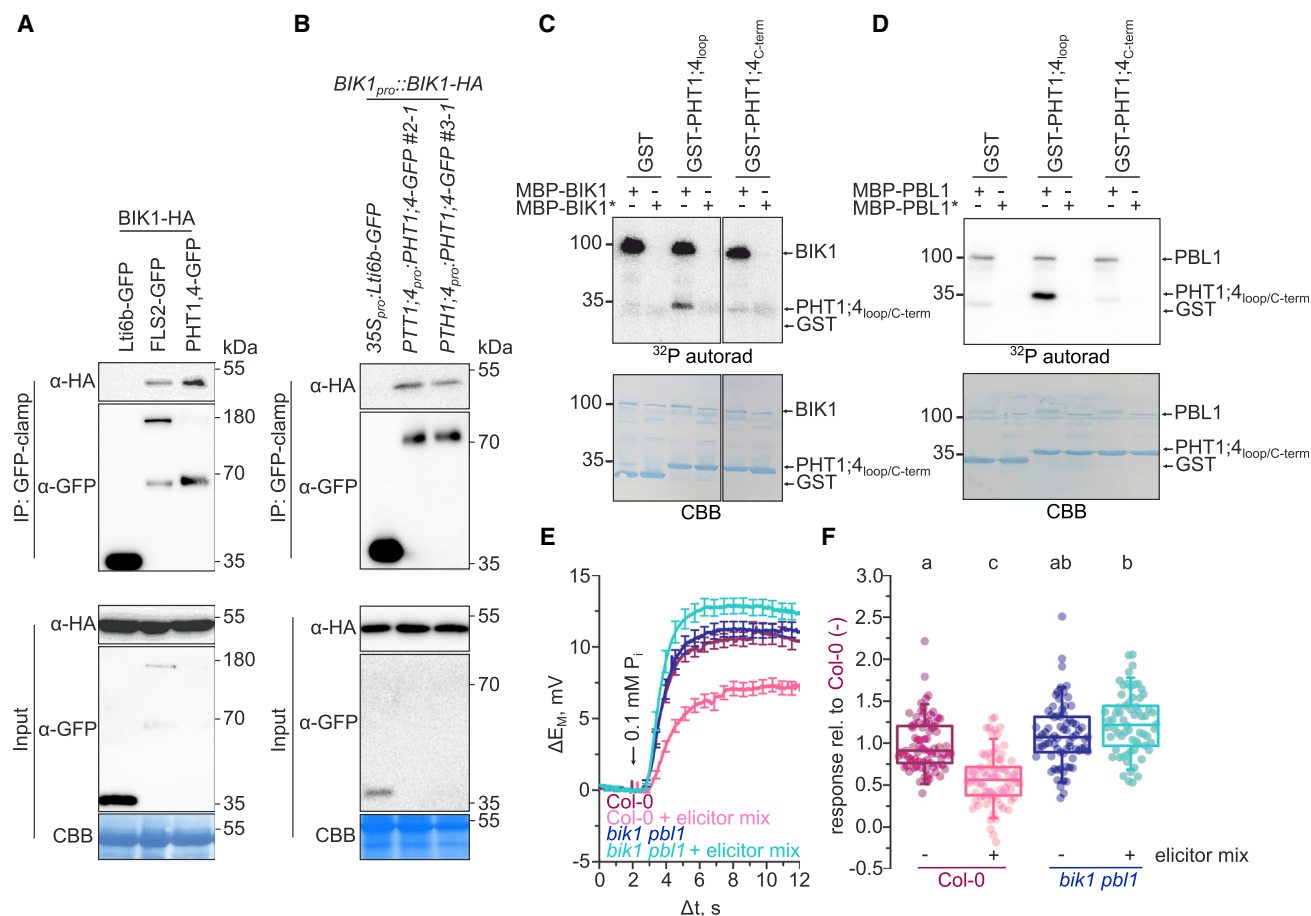 A
BIK1-HA
Lti6b-GFP
FLS2-GFP
PHT1,4-GFP
kDa
IP: GFP-clamp
α-HA
55
α-GFP
180
70
35
Input
α-HA
55
α-GFP
180
70
35
CBB
55
B
BIK1pro::BIK1-HA
35Spro:Lti6b-GFP
PTT1;4pro:PHT1;4-GFP #2-1
PTH1;4pro:PHT1;4-GFP #3-1
kDa
IP: GFP-clamp
α-HA
55
α-GFP
70
35
Input
α-HA
55
α-GFP
70
35
CBB
55
C
GST
GST-PHT1;4loop
GST-PHT1;4C-term
MBP-BIK1 + - + - + -
MBP-BIK1* - + - + - +
100
BIK1
35
PHT1;4loop/C-term
GST
32P autorad
100
BIK1
35
PHT1;4loop/C-term
GST
CBB
D
GST
GST-PHT1;4loop
GST-PHT1;4C-term
MBP-PBL1 + - + - + -
MBP-PBL1* - + - + - +
100
PBL1
35
PHT1;4loop/C-term
GST
32P autorad
100
PBL1
35
PHT1;4loop/C-term
GST
CBB
E
ΔEM, mV
15
10
5
0
-5
0.1 mM Pi
Col-0
Col-0 + elicitor mix
bik1 pbl1
bik1 pbl1 + elicitor mix
0 2 4 6 8 10 12
Δt, s
F
response rel. to Col-0 (-)
a c ab b
3.0
2.5
2.0
1.5
1.0
0.5
0.0
-0.5
- + - + elicitor mix
Col-0 bik1 pbl1